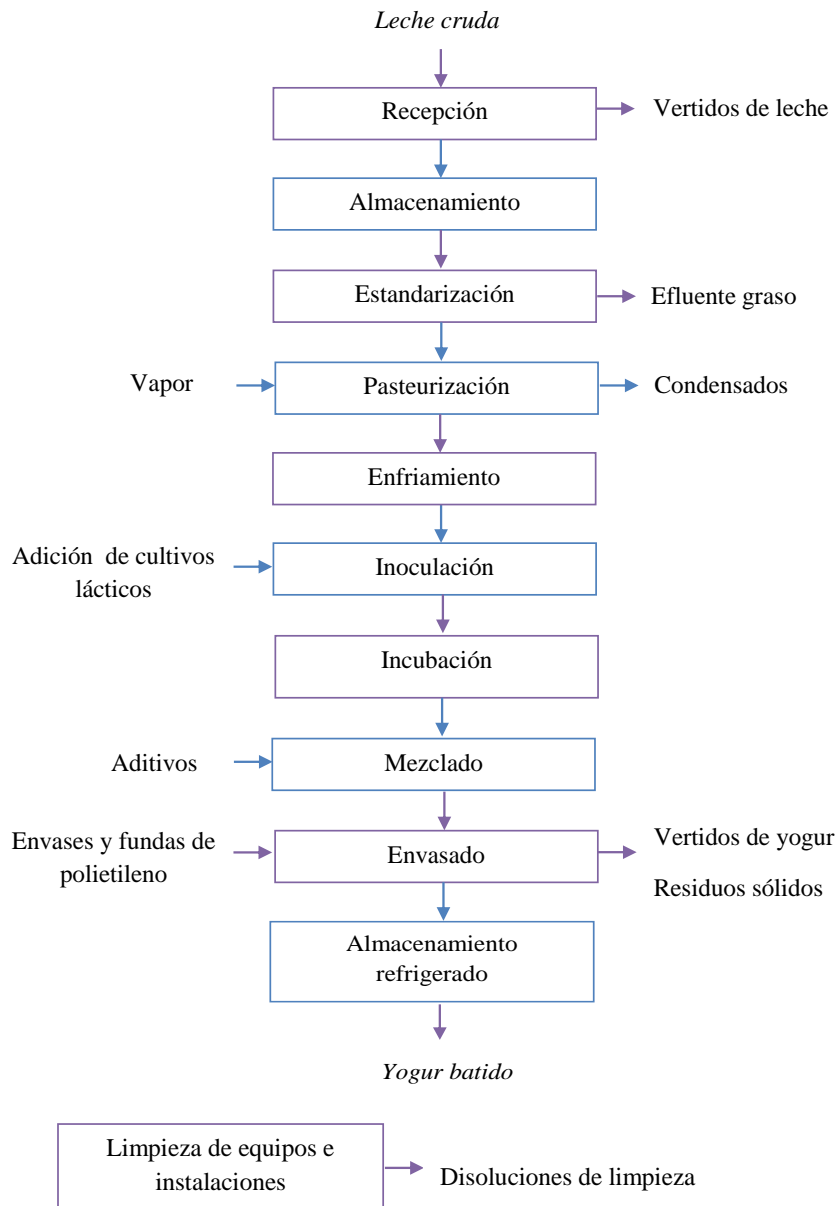 Leche cruda
Recepción
Vertidos de leche
Almacenamiento
Estandarización
Efluente graso
Vapor
Pasteurización
Condensados
Enfriamiento
Adición de cultivos
lácticos
Inoculación
Incubación
Aditivos
Mezclado
Envases y fundas de
polietileno
Envasado
Vertidos de yogur
Residuos sólidos
Almacenamiento
refrigerado
Yogur batido
Limpieza de equipos e
instalaciones
Disoluciones de limpieza